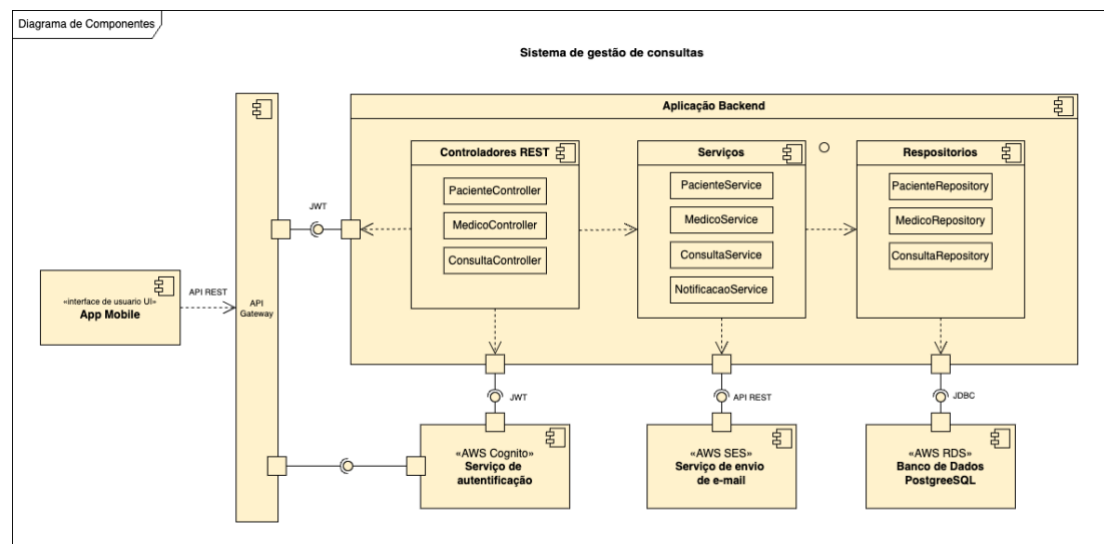 Diagrama de Componentes
Sistema de gestão de consultas
Aplicação Backend
Controladores REST
PacienteController
MedicoController
ConsultaController
Serviços
PacienteService
MedicoService
ConsultaService
NotificacaoService
Respositorios
PacienteRepository
MedicoRepository
ConsultaRepository
JWT
«interface de usuario UI»
App Mobile
API REST
API
Gateway
JWT
API REST
JDBC
«AWS Cognito»
Serviço de
autentificação
«AWS SES»
Serviço de envio
de e-mail
«AWS RDS»
Banco de Dados
PostgreeSQL